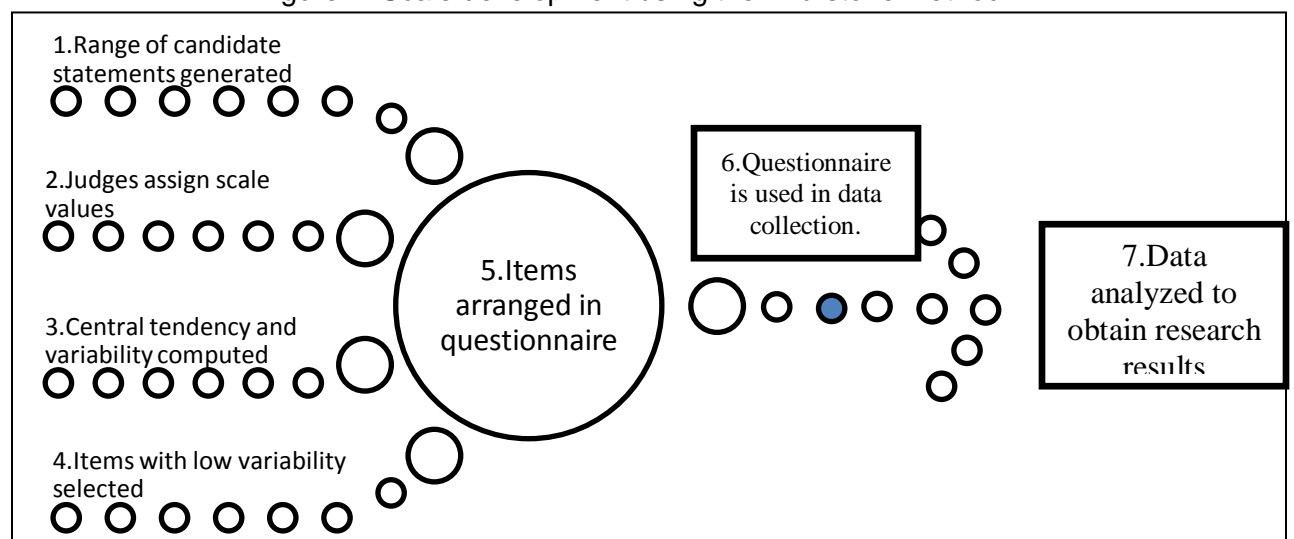 1.Range of candidate
statements generated
2.Judges assign scale
values
3.Central tendency and
variability computed
4.Items with low variability
selected
5.Items
arranged in
questionnaire
6.Questionnaire
is used in data
collection.
7.Data
analyzed to
obtain research
results